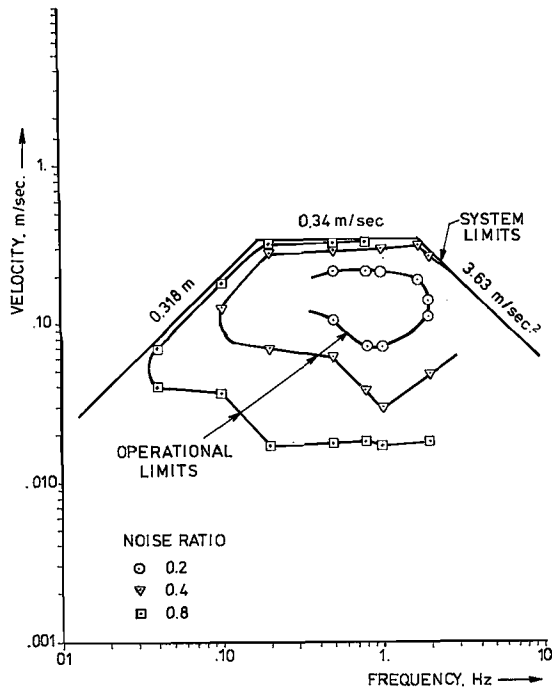 VELOCITY, m/sec.
1.
.10
.010
.001
01
.10
1.
10
FREQUENCY, Hz
0.34 m/sec
SYSTEM
LIMITS
0.318 m
3.63 m/sec.²
OPERATIONAL
LIMITS
NOISE RATIO
0.2
0.4
0.8